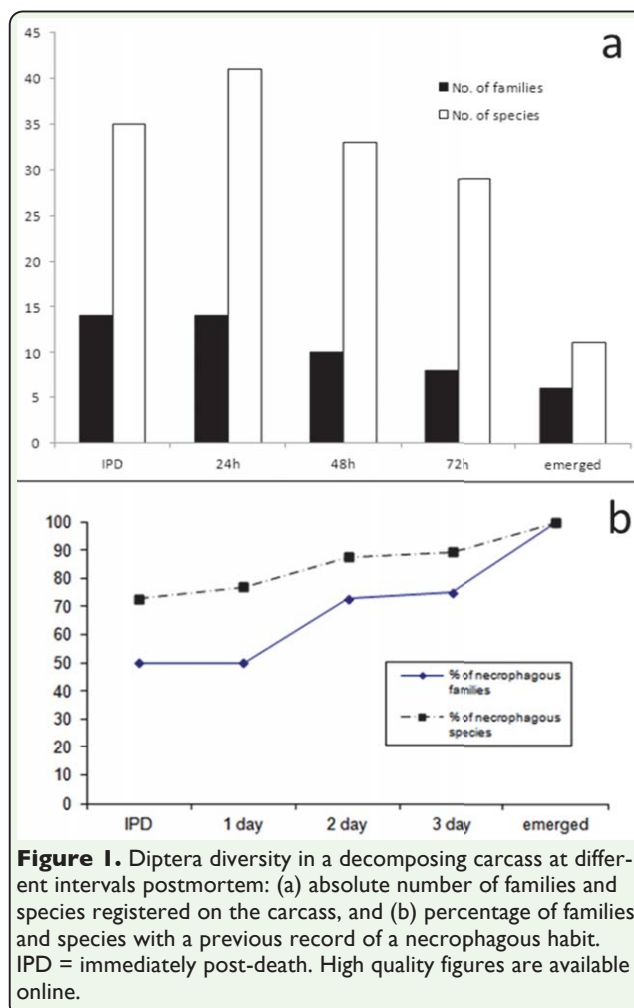 a
45
40
35
30
25
20
15
10
5
0
No. of families
No. of species
IPD 24h 48h 72h emerged
b
100
90
80
70
60
50
40
30
20
10
0
% of necrophagous
families
% of necrophagous
species
IPD 1 day 2 day 3 day emerged
Figure 1. Diptera diversity in a decomposing carcass at differ-
ent intervals postmortem: (a) absolute number of families and
species registered on the carcass, and (b) percentage of families
and species with a previous record of a necrophagous habit.
IPD = immediately post-death. High quality figures are available
online.